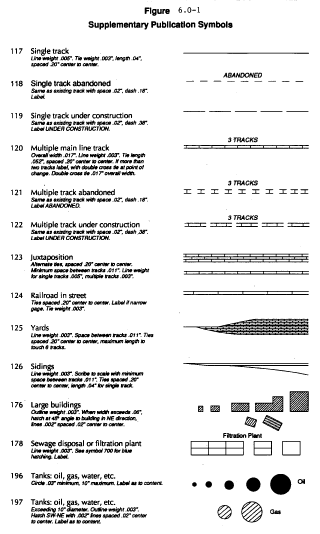 Figure 6.0-1
Supplementary Publication Symbols
117 Single track
Line weight .005". Tie weight .003", length .04",
spaced .20" center to center.
118 Single track abandoned
Same as existing track with space .02", dash .18".
Label.
ABANDONED
119 Single track under construction
Same as existing track with space .02", dash .38".
Label UNDER CONSTRUCTION.
120 Multiple main line track
Overall width .017". Line weight .003". Tie length
.052", spaced .20" center to center. If more than
two tracks label, with double cross tie at point of
change. Double cross tie .017" overall width.
3 TRACKS
121 Multiple track abandoned
Same as existing track with space .02", dash .18".
Label ABANDONED.
3 TRACKS
122 Multiple track under construction
Same as existing track with space .02", dash .38".
Label UNDER CONSTRUCTION.
3 TRACKS
123 Juxtaposition
Alternate ties, spaced .20" center to center.
Minimum space between tracks .011". Line weight
for single tracks .005", multiple tracks .003".
124 Railroad in street
Ties spaced .20" center to center. Label if narrow
gage. Tie weight .003".
125 Yards
Line weight .003". Space between tracks .011". Ties
spaced .20" center to center, maximum length to
touch 6 tracks.
126 Sidings
Line weight .003". Scribe to scale with minimum
space between tracks .011". Ties spaced .20"
center to center, length .04" for single track.
176 Large buildings
Outline weight .003". When width exceeds .06",
hatch at 45° angle to building in NE direction,
lines .002" spaced .02" center to center.
178 Sewage disposal or filtration plant
Line weight .003". See symbol 700 for blue
hatching. Label.
Filtration Plant
196 Tanks: oil, gas, water, etc.
Circle .03" minimum, .10" maximum. Label as to content.
Oil
197 Tanks: oil, gas, water, etc.
Exceeding .10" diameter. Outline weight .003".
Hatch SW-NE with .002" lines spaced .02" center
to center. Label as to content.
Gas